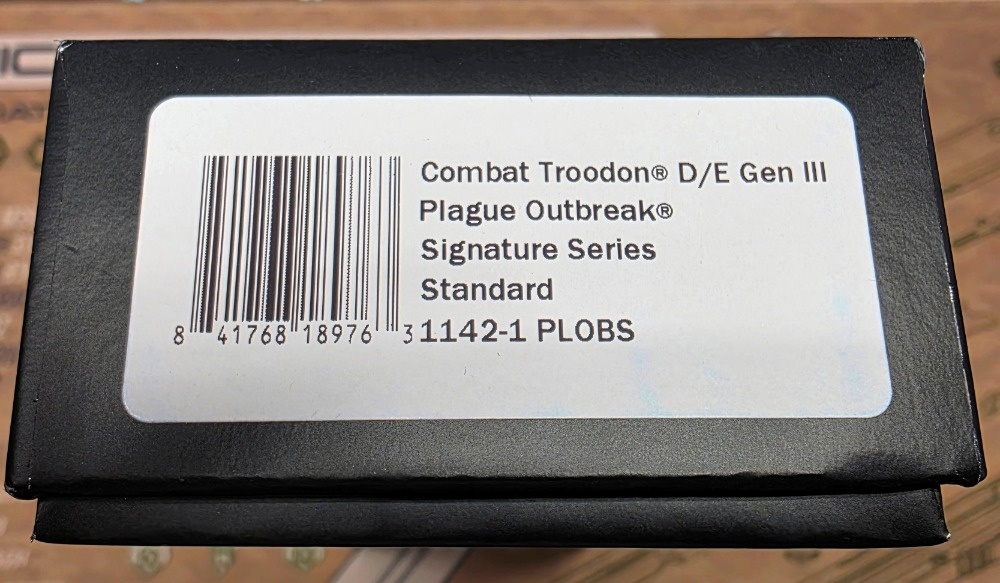 Combat Troodon® D/E Gen III
Plague Outbreak®
Signature Series
Standard
1142-1 PLOBS
8 41768 18976 3